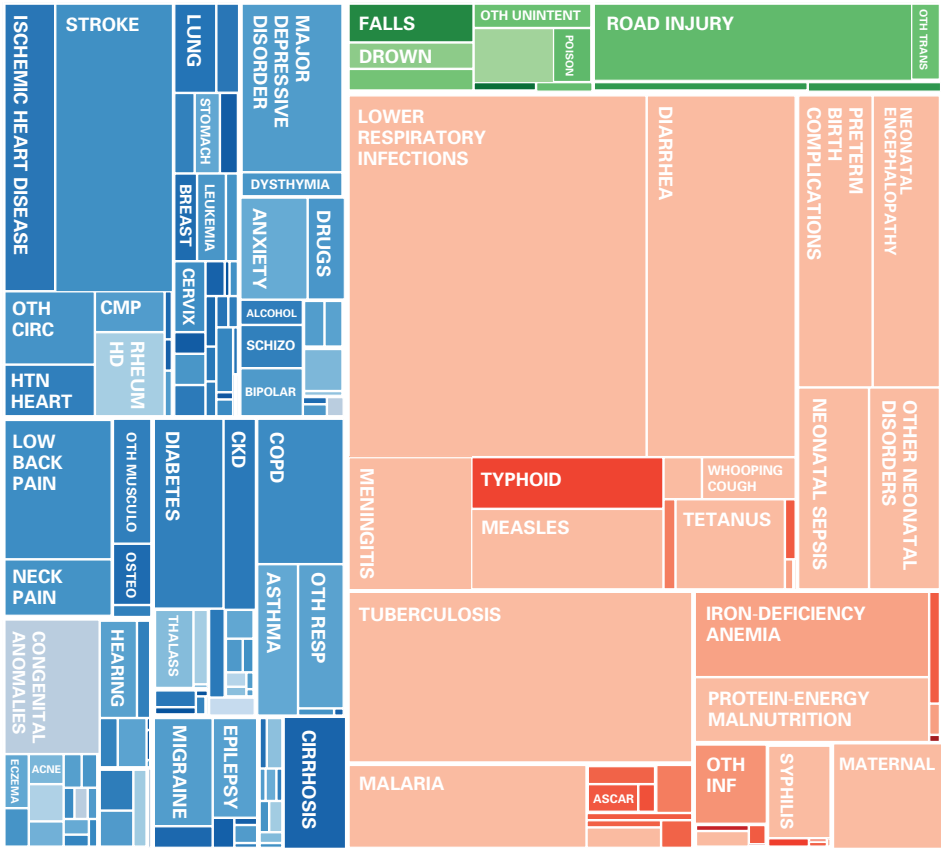 ISCHEMIC HEART DISEASE
STROKE
LUNG
STOMACH
MAJOR
DEPRESSIVE
DISORDER
DYSTHYMIA
BREAST
LEUKEMIA
ANXIETY
DRUGS
CERVIX
ALCOHOL
SCHIZO
BIPOLAR
OTH
CIRC
CMP
RHEUM
HD
HTN
HEART
LOW
BACK
PAIN
OTH MUSCULO
NECK
PAIN
OSTEO
DIABETES
CKD
COPD
ASTHMA
OTH RESP
THALASS
CONGENITAL
ANOMALIES
HEARING
ECZEMA
ACNE
MIGRAINE
EPILEPSY
CIRRHOSIS
FALLS
DROWN
OTH UNINTENT
POISON
ROAD INJURY
OTH TRANS
LOWER
RESPIRATORY
INFECTIONS
DIARRHEA
PRETERM
BIRTH
COMPLICATIONS
NEONATAL
ENCEPHALOPATHY
MENINGITIS
TYPHOID
MEASLES
WHOOPING
COUGH
TETANUS
NEONATAL SEPSIS
OTHER NEONATAL
DISORDERS
TUBERCULOSIS
IRON-DEFICIENCY
ANEMIA
PROTEIN-ENERGY
MALNUTRITION
MALARIA
ASCAR
OTH
INF
SYPHILIS
MATERNAL